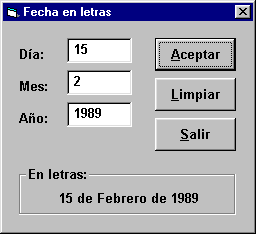 Fecha en letras
Día: 15 Aceptar
Mes: 2 Limpiar
Año: 1989 Salir
En letras:
15 de Febrero de 1989